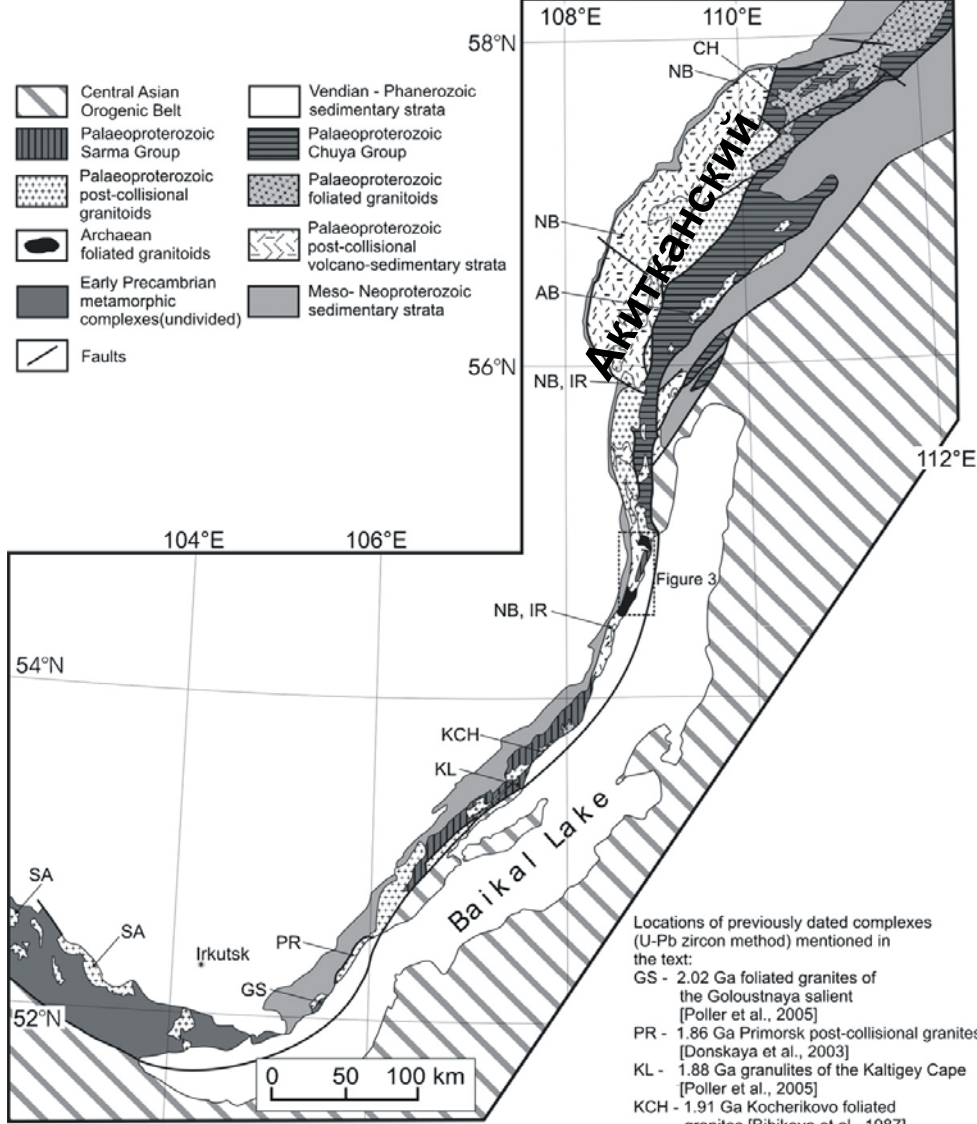 108°E
110°E
58°N
CH
NB
Central Asian
Orogenic Belt
Vendian - Phanerozoic
sedimentary strata
Palaeoproterozoic
Sarma Group
Palaeoproterozoic
Chuya Group
Palaeoproterozoic
post-collisional
granitoids
Palaeoproterozoic
foliated granitoids
Archaean
foliated granitoids
Palaeoproterozoic
post-collisional
volcano-sedimentary strata
Early Precambrian
metamorphic
complexes(undivided)
Meso- Neoproterozoic
sedimentary strata
Faults
Акитканский
NB
AB
56°N
NB, IR
112°E
104°E
106°E
Figure 3
NB, IR
54°N
KCH
KL
Baikal Lake
SA
SA
Irkutsk
PR
GS
52°N
0 50 100 km
Locations of previously dated complexes
(U-Pb zircon method) mentioned in
the text:
GS - 2.02 Ga foliated granites of
the Goloustnaya salient
[Poller et al., 2005]
PR - 1.86 Ga Primorsk post-collisional granites
[Donskaya et al., 2003]
KL - 1.88 Ga granulites of the Kaltigey Cape
[Poller et al., 2005]
KCH - 1.91 Ga Kocherikovo foliated
granites [Bibikova et al., 1987]